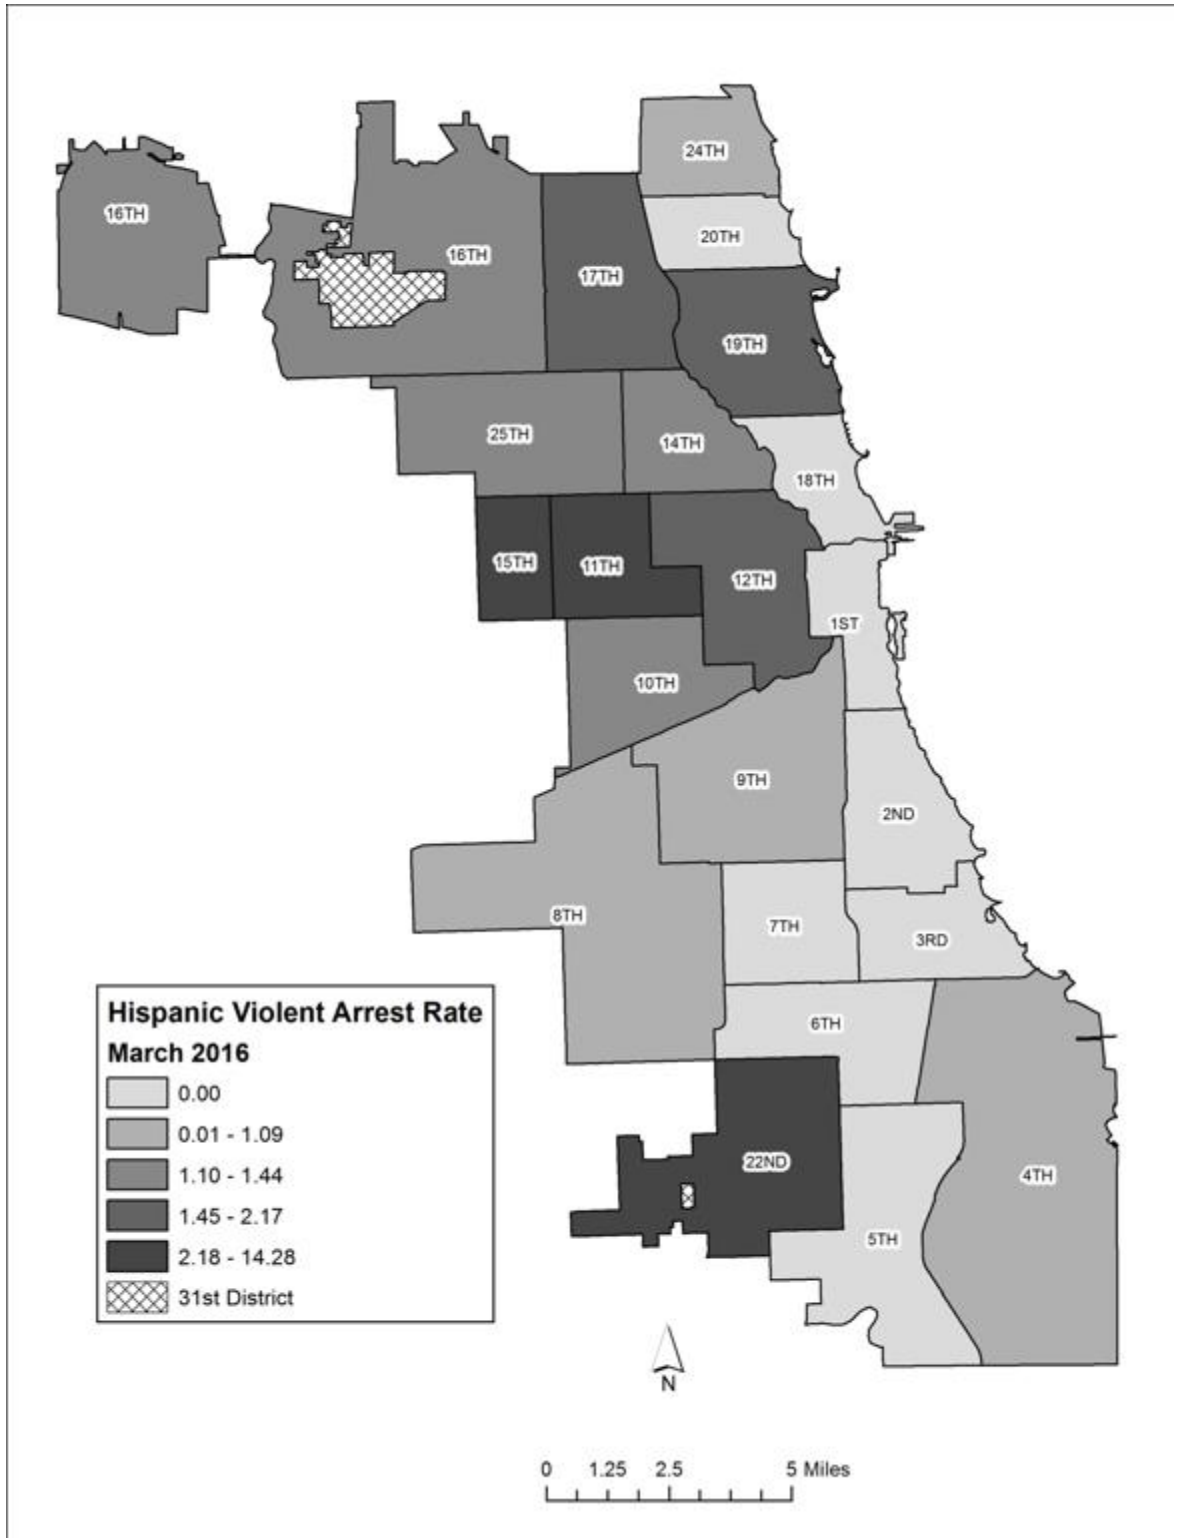 24TH
16TH
20TH
16TH
17TH
19TH
25TH
14TH
18TH
15TH
11TH
12TH
1ST
10TH
9TH
2ND
8TH
7TH
3RD
6TH
22ND
4TH
5TH
Hispanic Violent Arrest Rate
March 2016
0.00
0.01 - 1.09
1.10 - 1.44
1.45 - 2.17
2.18 - 14.28
31st District
N
0 1.25 2.5 5 Miles